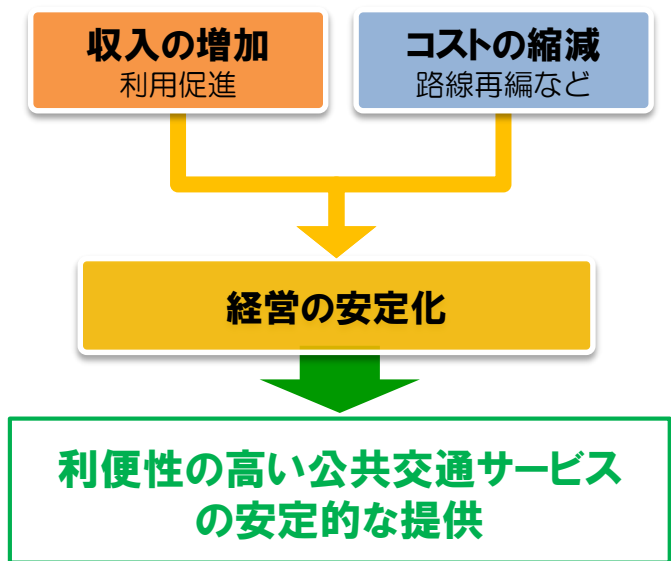 収入の増加
利用促進
コストの縮減
路線再編など
経営の安定化
利便性の高い公共交通サービス
の安定的な提供